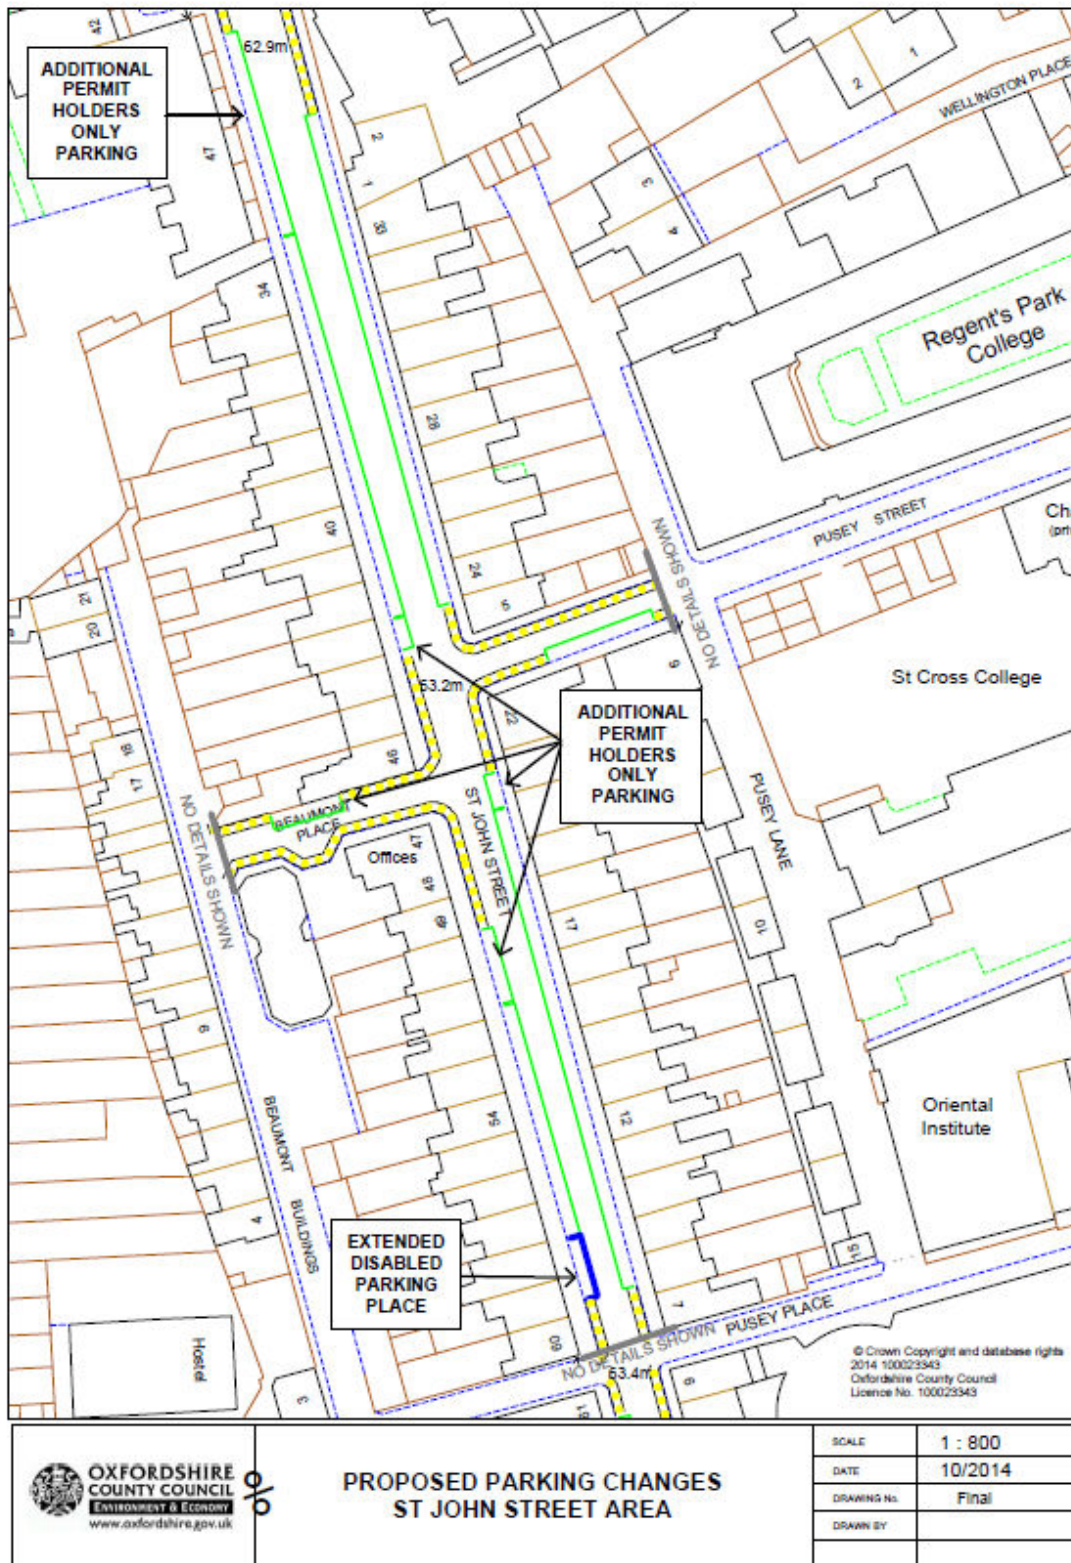 42
62.9m
ADDITIONAL
PERMIT
HOLDERS
ONLY
PARKING
47
2
1
33
3
4
2
1
WELLINGTON PLACE
34
Regent's Park
College
28
40
PUSEY STREET
24
5
NO DETAILS SHOWN
21
20
53.2m
6
St Cross College
ADDITIONAL
PERMIT
HOLDERS
ONLY
PARKING
22
18
17
46
BEAUMONT
PLACE
ST JOHN STREET
PUSEY LANE
NO DETAILS SHOWN
Offices
47
48
49
17
10
9
54
12
Oriental
Institute
BEAUMONT BUILDINGS
4
EXTENDED
DISABLED
PARKING
PLACE
15
7
PUSEY PLACE
60
NO DETAILS SHOWN
53.4m
Hostel
3
61
6
© Crown Copyright and database rights
2014 100023343
Oxfordshire County Council
Licence No. 100023343
OXFORDSHIRE
COUNTY COUNCIL
ENVIRONMENT & ECONOMY
www.oxfordshire.gov.uk
PROPOSED PARKING CHANGES
ST JOHN STREET AREA
SCALE 1 : 800
DATE 10/2014
DRAWING No. Final
DRAWN BY